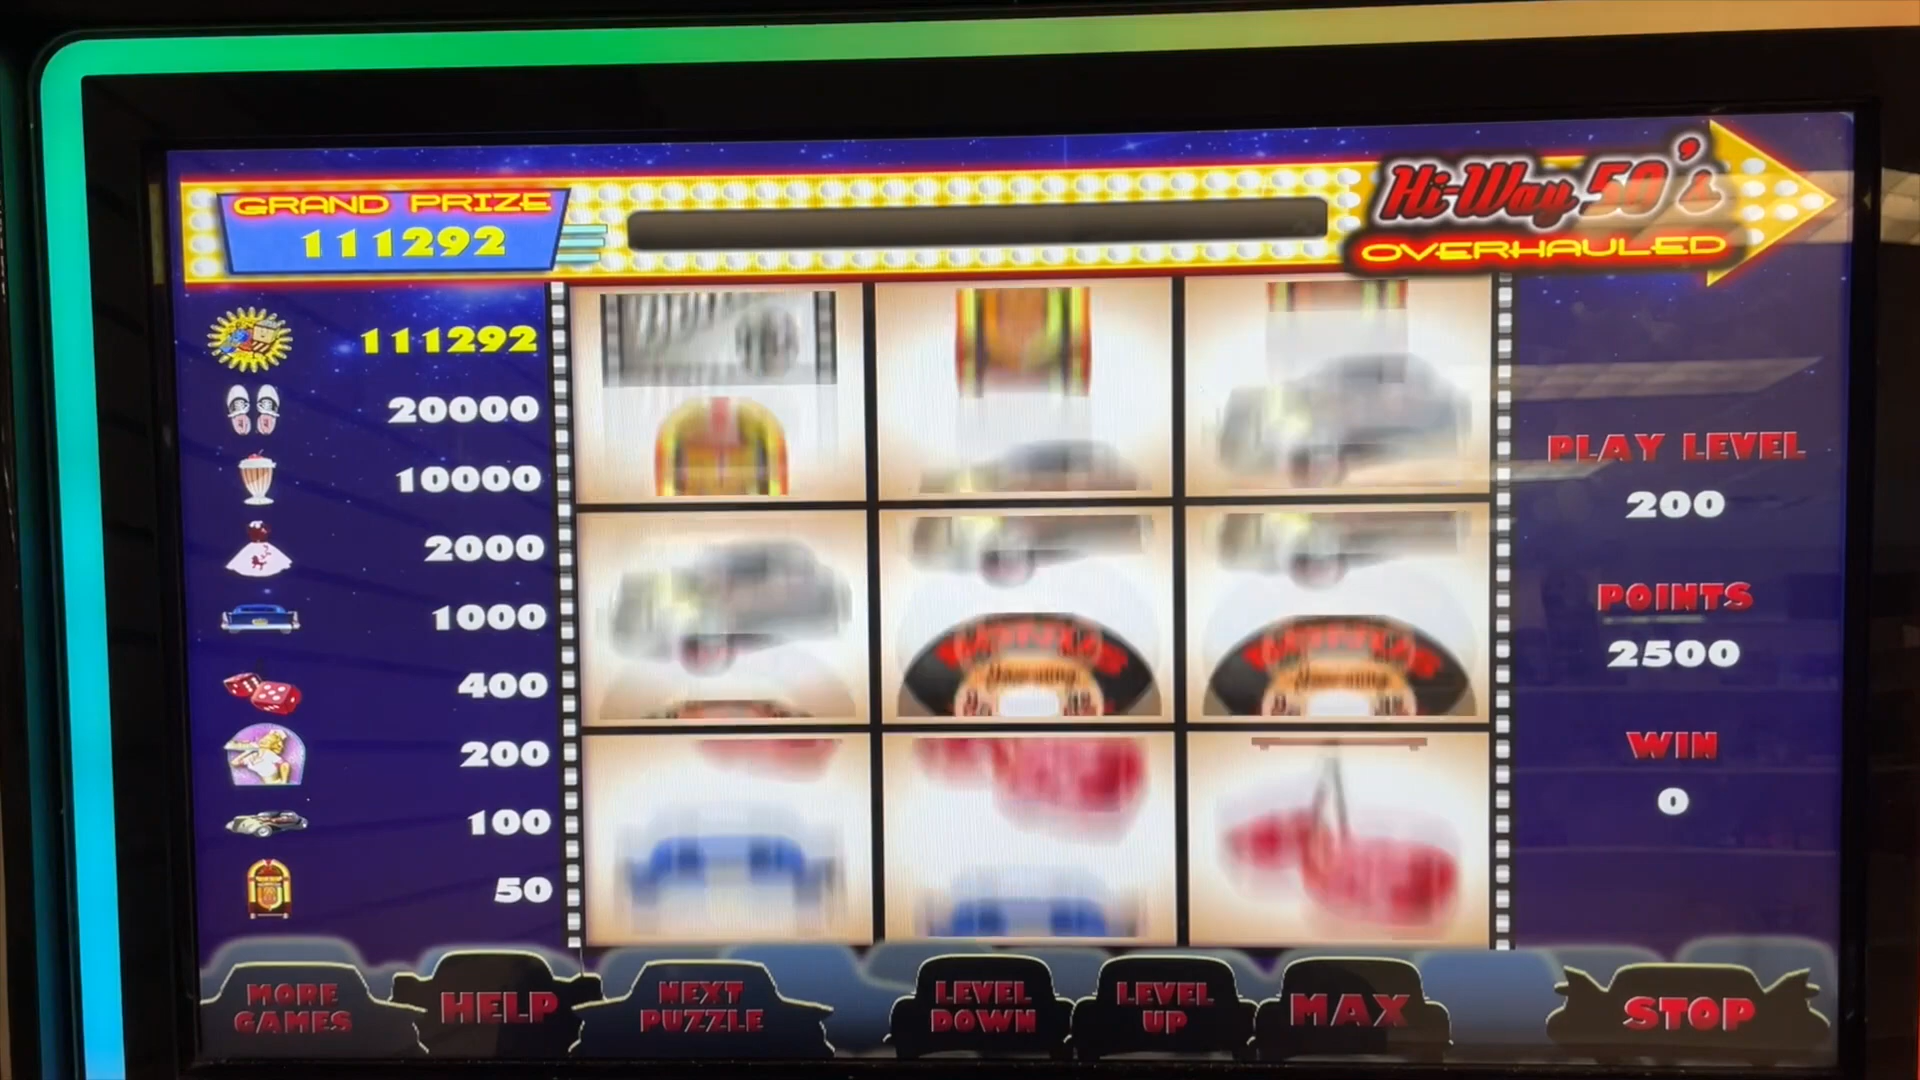 GRAND PRIZE
111292
Hi-Way 50's
OVERHAULED
111292
20000
10000
2000
1000
400
200
100
50
PLAY LEVEL
200
POINTS
2500
WIN
0
MORE
GAMES
HELP
NEXT
PUZZLE
LEVEL
DOWN
LEVEL
UP
MAX
STOP